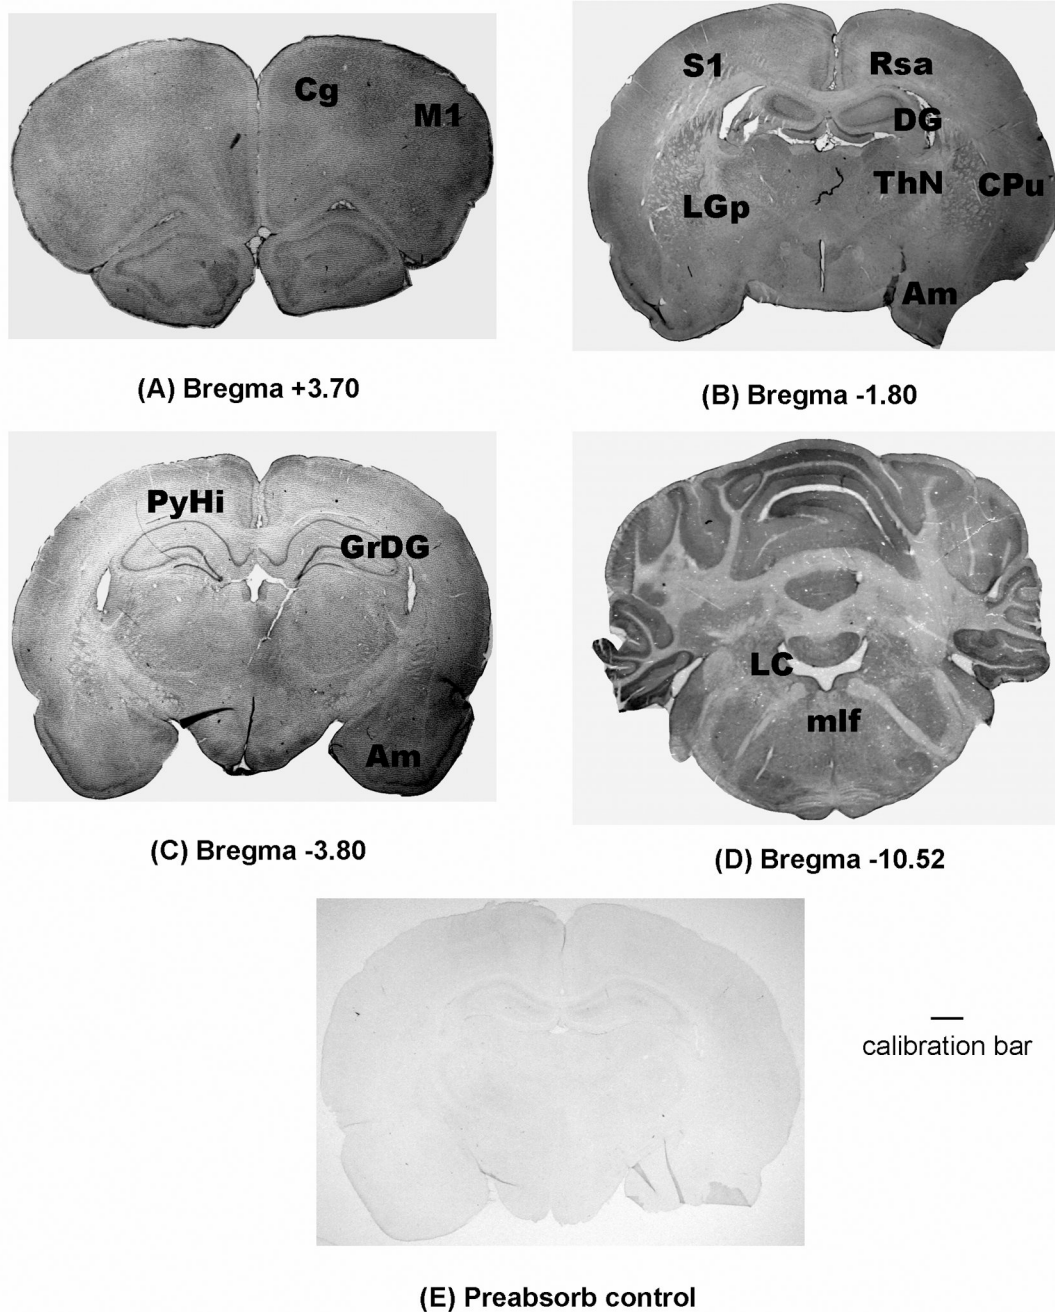 Cg
M1
(A) Bregma +3.70
S1
Rsa
DG
ThN
CPu
LGp
Am
(B) Bregma -1.80
PyHi
GrDG
Am
(C) Bregma -3.80
LC
mlf
(D) Bregma -10.52
calibration bar
(E) Preabsorb control